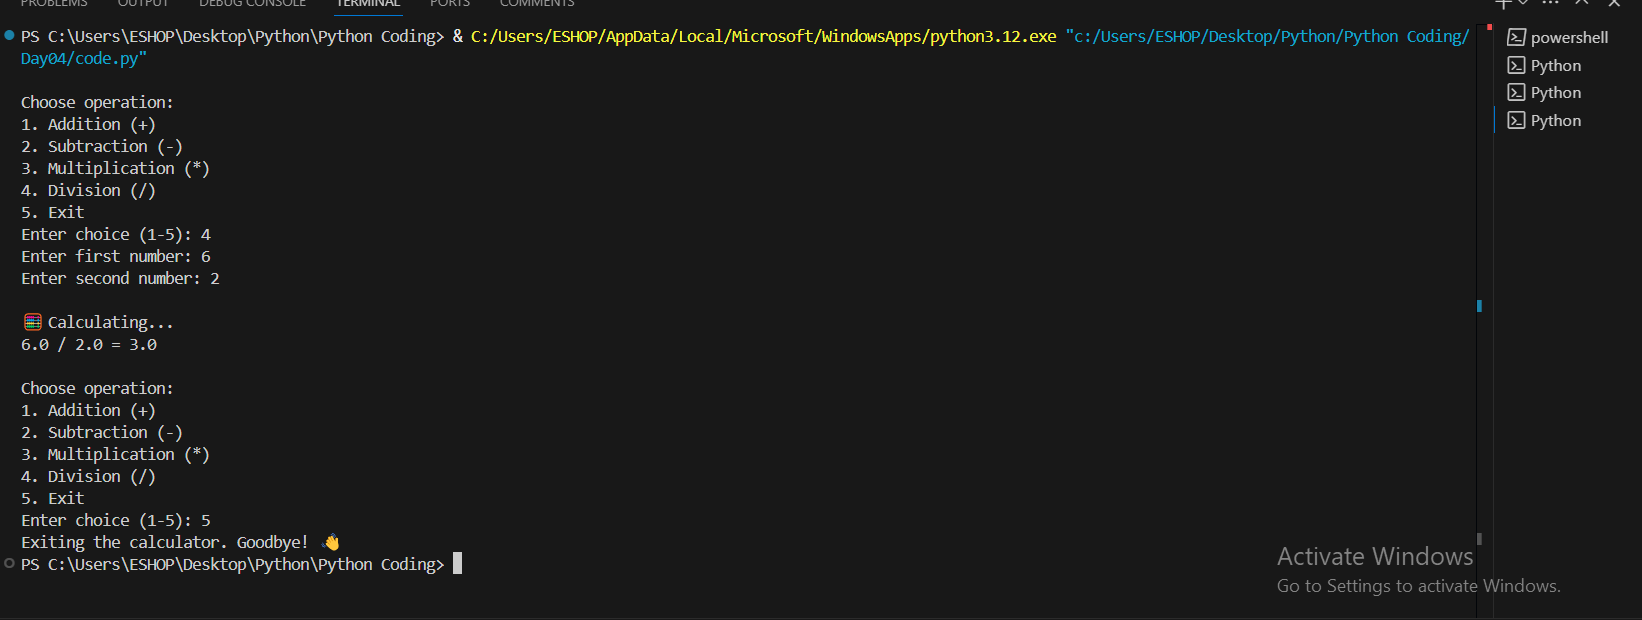 PROBLEMS OUTPUT DEBUG CONSOLE TERMINAL PORTS COMMENTS
PS C:\Users\ESHOP\Desktop\Python\Python Coding> & C:/Users/ESHOP/AppData/Local/Microsoft/WindowsApps/python3.12.exe "c:/Users/ESHOP/Desktop/Python/Python Coding/
Day04/code.py"
Choose operation:
1. Addition (+)
2. Subtraction (-)
3. Multiplication (*)
4. Division (/)
5. Exit
Enter choice (1-5): 4
Enter first number: 6
Enter second number: 2
🧮 Calculating...
6.0 / 2.0 = 3.0
Choose operation:
1. Addition (+)
2. Subtraction (-)
3. Multiplication (*)
4. Division (/)
5. Exit
Enter choice (1-5): 5
Exiting the calculator. Goodbye! 👋
PS C:\Users\ESHOP\Desktop\Python\Python Coding>
powershell
Python
Python
Python
Activate Windows
Go to Settings to activate Windows.